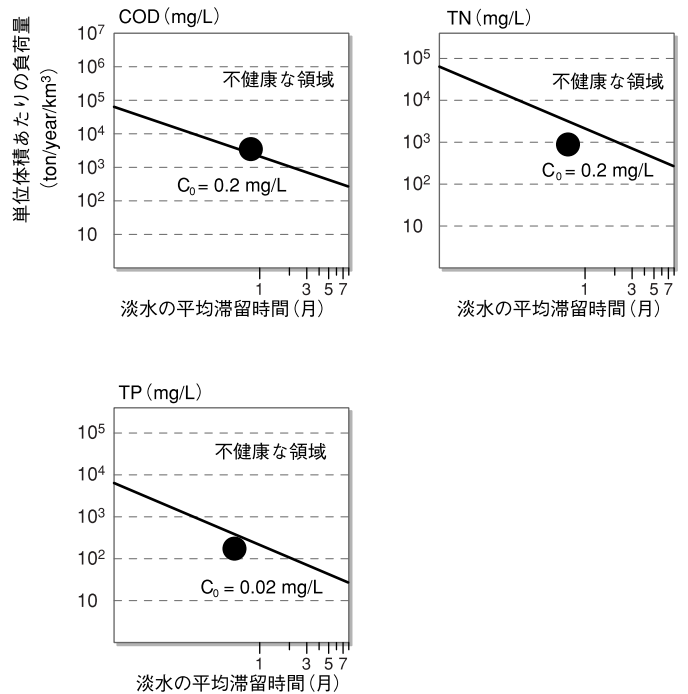 COD（mg/L）
単位体積あたりの負荷量
（ton/year/km³）
10⁷
10⁶
10⁵
10⁴
10³
10²
10
不健康な領域
C₀ = 0.2 mg/L
1 3 5 7
淡水の平均滞留時間（月）
TN（mg/L）
10⁵
10⁴
10³
10²
10
不健康な領域
C₀ = 0.2 mg/L
1 3 5 7
淡水の平均滞留時間（月）
TP（mg/L）
10⁵
10⁴
10³
10²
10
不健康な領域
C₀ = 0.02 mg/L
1 3 5 7
淡水の平均滞留時間（月）